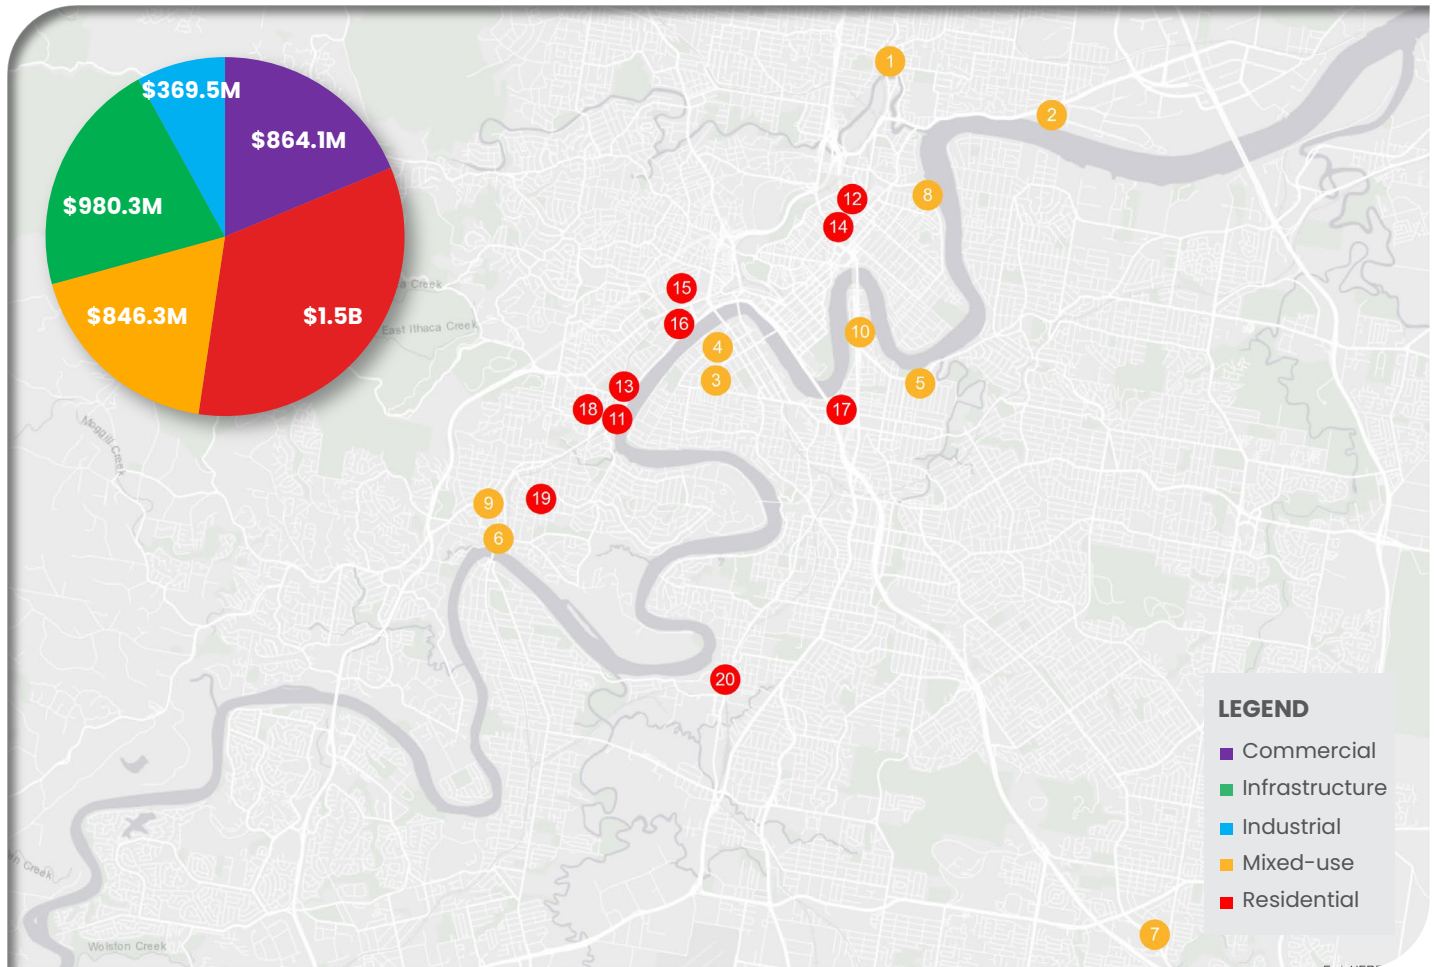 $369.5M
$864.1M
$980.3M
$846.3M
$1.5B
1
2
12
8
14
15
16
4
10
3
5
13
18
11
17
9
19
6
20
7
East Ithaca Creek
Creek
Moggill Creek
Creek
Wolston Creek
LEGEND
Commercial
Infrastructure
Industrial
Mixed-use
Residential